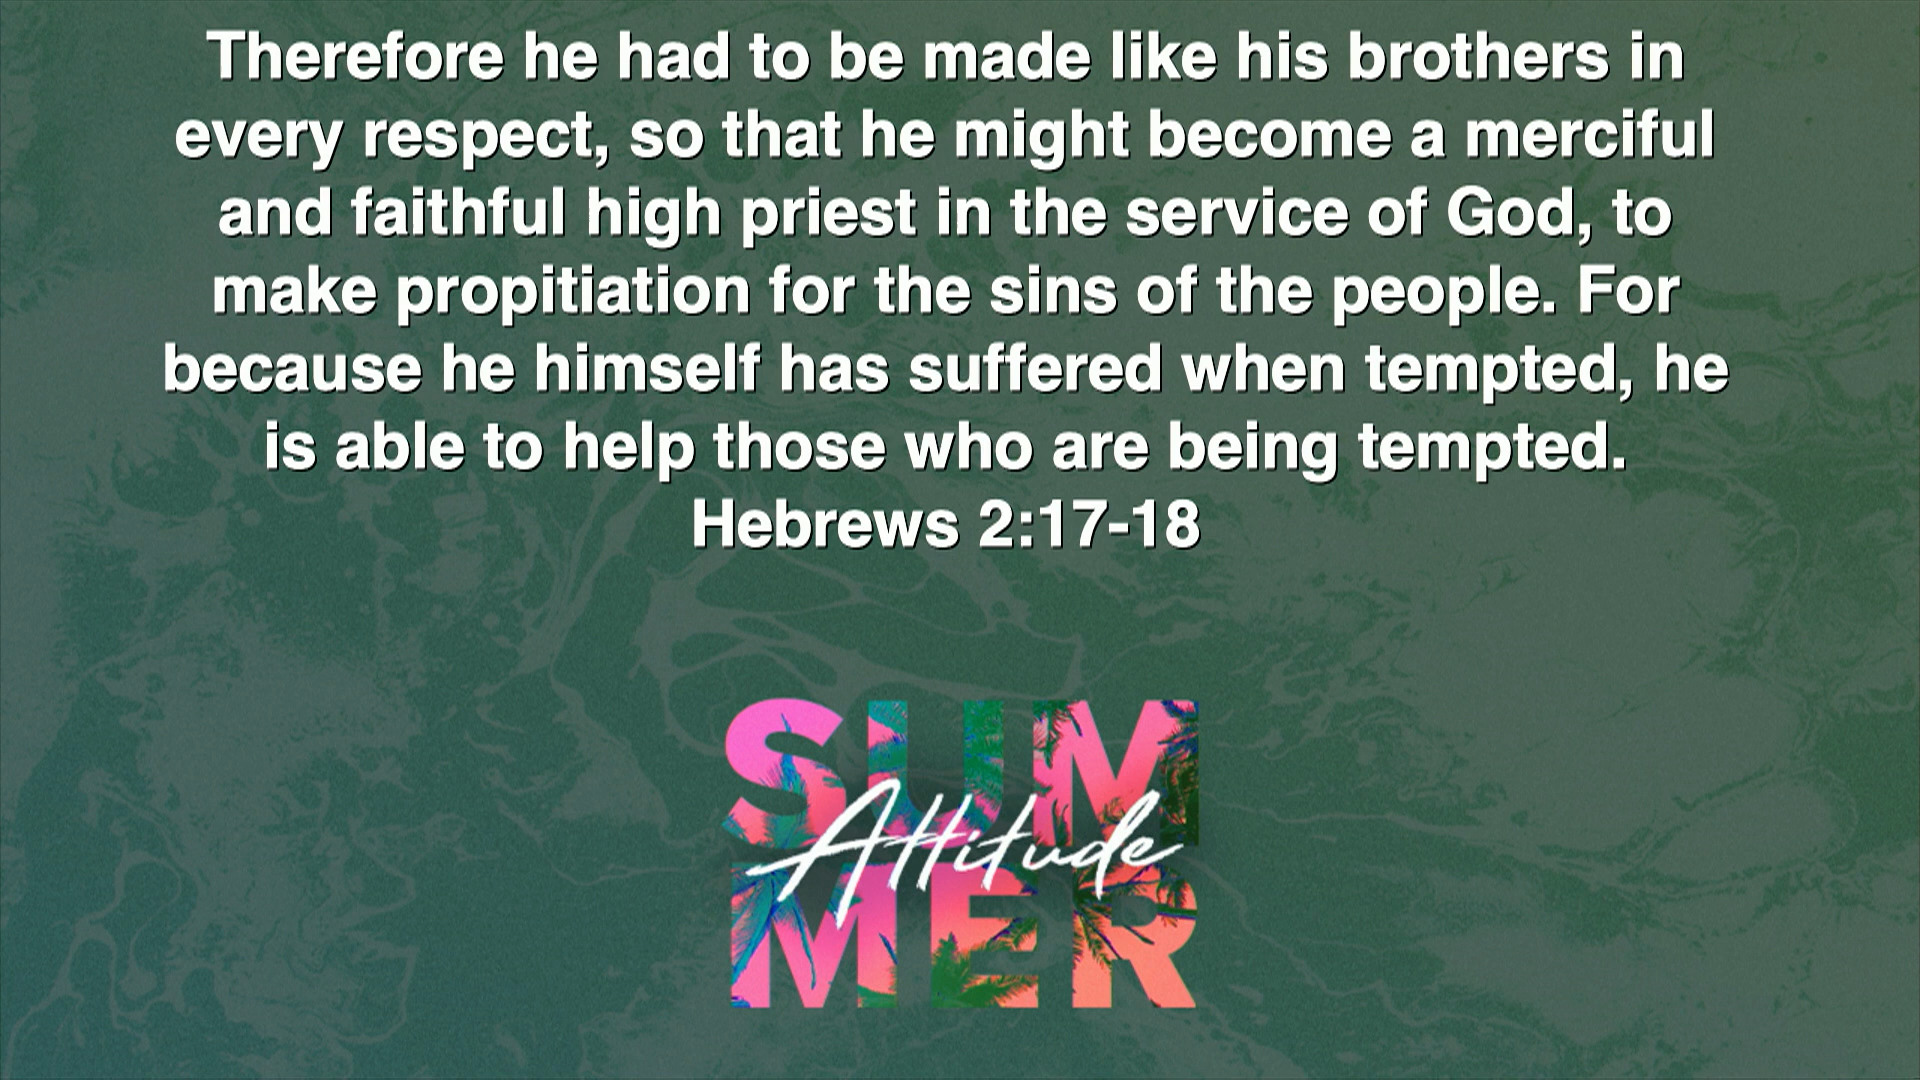 Therefore he had to be made like his brothers in
every respect, so that he might become a merciful
and faithful high priest in the service of God, to
make propitiation for the sins of the people. For
because he himself has suffered when tempted, he
is able to help those who are being tempted.
Hebrews 2:17-18
SUM
Attitude
MER